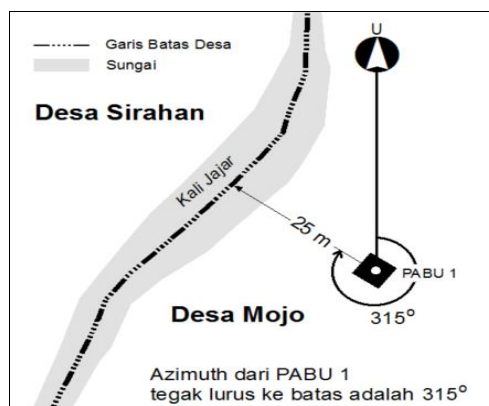 U
Garis Batas Desa
Sungai
Desa Sirahan
Kali Jajar
25 m
PABU 1
Desa Mojo
315°
Azimuth dari PABU 1
tegak lurus ke batas adalah 315°